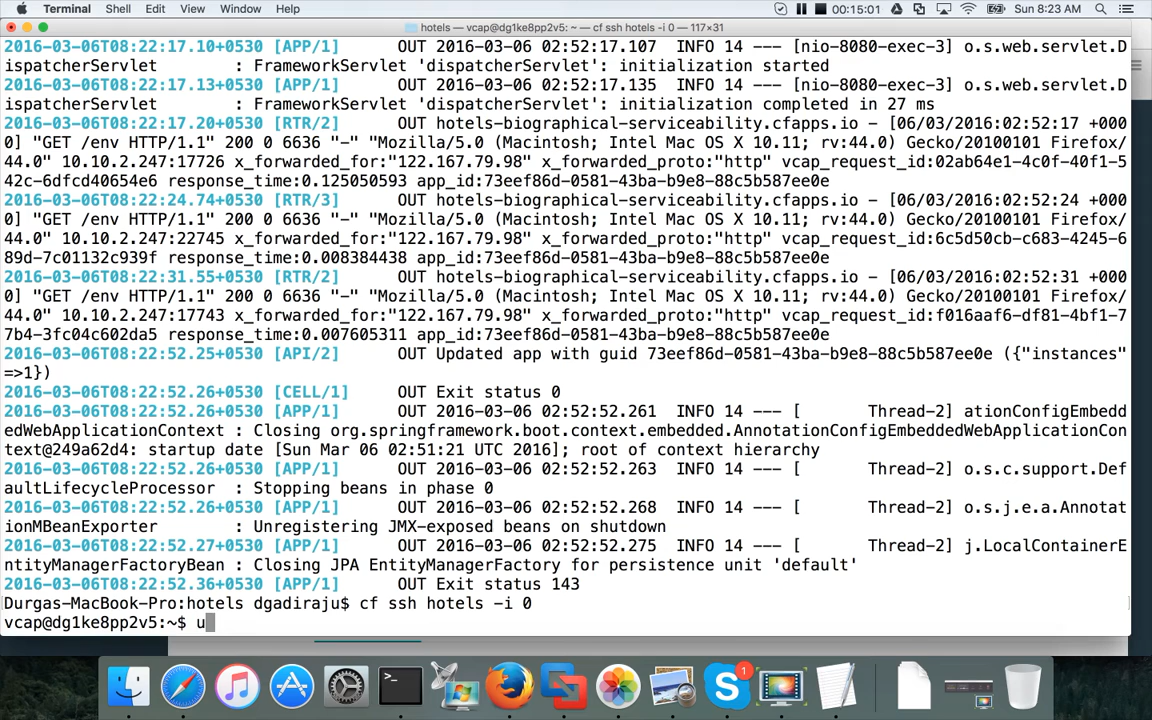 Terminal Shell Edit View Window Help 00:15:01 Sun 8:23 AM
hotels — vcap@dg1ke8pp2v5: ~ — cf ssh hotels -i 0 — 117×31
2016-03-06T08:22:17.10+0530 [APP/1]      OUT 2016-03-06 02:52:17.107  INFO 14 --- [nio-8080-exec-3] o.s.web.servlet.D
ispatcherServlet        : FrameworkServlet 'dispatcherServlet': initialization started
2016-03-06T08:22:17.13+0530 [APP/1]      OUT 2016-03-06 02:52:17.135  INFO 14 --- [nio-8080-exec-3] o.s.web.servlet.D
ispatcherServlet        : FrameworkServlet 'dispatcherServlet': initialization completed in 27 ms
2016-03-06T08:22:17.20+0530 [RTR/2]      OUT hotels-biographical-serviceability.cfapps.io - [06/03/2016:02:52:17 +000
0] "GET /env HTTP/1.1" 200 0 6636 "-" "Mozilla/5.0 (Macintosh; Intel Mac OS X 10.11; rv:44.0) Gecko/20100101 Firefox/
44.0" 10.10.2.247:17726 x_forwarded_for:"122.167.79.98" x_forwarded_proto:"http" vcap_request_id:02ab64e1-4c0f-40f1-5
42c-6dfcd40654e6 response_time:0.125050593 app_id:73eef86d-0581-43ba-b9e8-88c5b587ee0e
2016-03-06T08:22:24.74+0530 [RTR/3]      OUT hotels-biographical-serviceability.cfapps.io - [06/03/2016:02:52:24 +000
0] "GET /env HTTP/1.1" 200 0 6636 "-" "Mozilla/5.0 (Macintosh; Intel Mac OS X 10.11; rv:44.0) Gecko/20100101 Firefox/
44.0" 10.10.2.247:22745 x_forwarded_for:"122.167.79.98" x_forwarded_proto:"http" vcap_request_id:6c5d50cb-c683-4245-6
89d-7c01132c939f response_time:0.008384438 app_id:73eef86d-0581-43ba-b9e8-88c5b587ee0e
2016-03-06T08:22:31.55+0530 [RTR/2]      OUT hotels-biographical-serviceability.cfapps.io - [06/03/2016:02:52:31 +000
0] "GET /env HTTP/1.1" 200 0 6636 "-" "Mozilla/5.0 (Macintosh; Intel Mac OS X 10.11; rv:44.0) Gecko/20100101 Firefox/
44.0" 10.10.2.247:17743 x_forwarded_for:"122.167.79.98" x_forwarded_proto:"http" vcap_request_id:f016aaf6-df81-4bf1-7
7b4-3fc04c602da5 response_time:0.007605311 app_id:73eef86d-0581-43ba-b9e8-88c5b587ee0e
2016-03-06T08:22:52.25+0530 [API/2]      OUT Updated app with guid 73eef86d-0581-43ba-b9e8-88c5b587ee0e ({"instances"
=>1})
2016-03-06T08:22:52.26+0530 [CELL/1]     OUT Exit status 0
2016-03-06T08:22:52.26+0530 [APP/1]      OUT 2016-03-06 02:52:52.261  INFO 14 --- [       Thread-2] ationConfigEmbedd
edWebApplicationContext : Closing org.springframework.boot.context.embedded.AnnotationConfigEmbeddedWebApplicationCon
text@249a62d4: startup date [Sun Mar 06 02:51:21 UTC 2016]; root of context hierarchy
2016-03-06T08:22:52.26+0530 [APP/1]      OUT 2016-03-06 02:52:52.263  INFO 14 --- [       Thread-2] o.s.c.support.Def
aultLifecycleProcessor  : Stopping beans in phase 0
2016-03-06T08:22:52.26+0530 [APP/1]      OUT 2016-03-06 02:52:52.268  INFO 14 --- [       Thread-2] o.s.j.e.a.Annotat
ionMBeanExporter        : Unregistering JMX-exposed beans on shutdown
2016-03-06T08:22:52.27+0530 [APP/1]      OUT 2016-03-06 02:52:52.275  INFO 14 --- [       Thread-2] j.LocalContainerE
ntityManagerFactoryBean : Closing JPA EntityManagerFactory for persistence unit 'default'
2016-03-06T08:22:52.36+0530 [APP/1]      OUT Exit status 143
Durgas-MacBook-Pro:hotels dgadiraju$ cf ssh hotels -i 0
vcap@dg1ke8pp2v5:~$ u
1